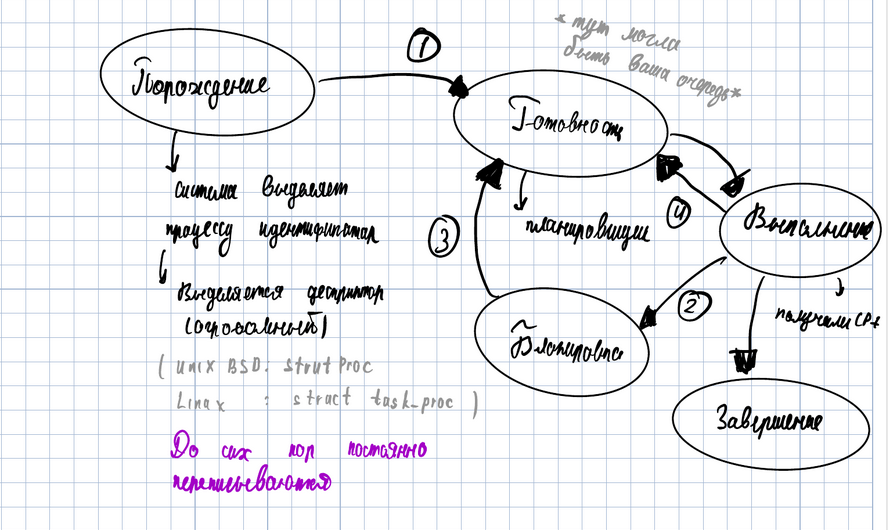 ①
* тут могла
быть ваша очередь *
Порождение
Готовность
система выделяет
процессу идентификатор
планировщик
④
Выполнение
③
Выделяется дескриптор
(огромный)
②
получили CPU
Блокировка
( Unix BSD: strut Proc
Linux : struct task_proc )
Завершение
До сих пор постоянно
переписываются